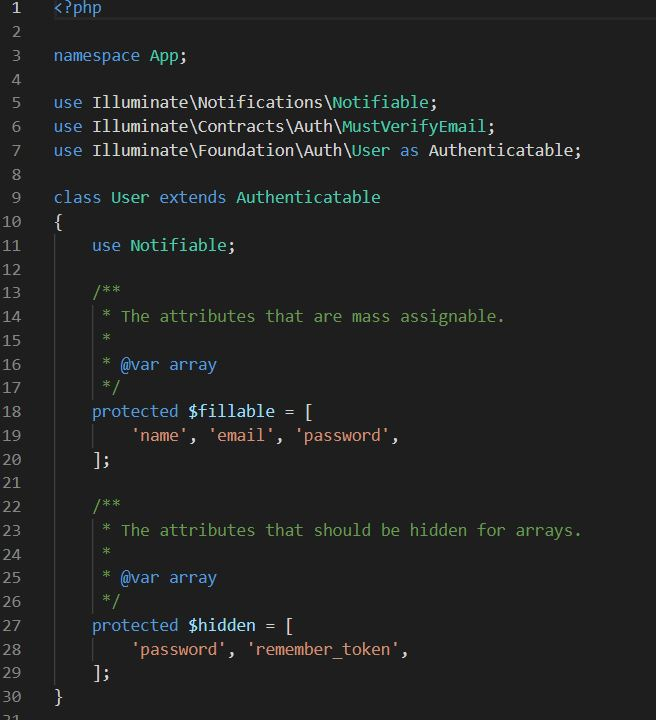 1 <?php
2
3 namespace App;
4
5 use Illuminate\Notifications\Notifiable;
6 use Illuminate\Contracts\Auth\MustVerifyEmail;
7 use Illuminate\Foundation\Auth\User as Authenticatable;
8
9 class User extends Authenticatable
10 {
11     use Notifiable;
12
13     /**
14      * The attributes that are mass assignable.
15      *
16      * @var array
17      */
18     protected $fillable = [
19         'name', 'email', 'password',
20     ];
21
22     /**
23      * The attributes that should be hidden for arrays.
24      *
25      * @var array
26      */
27     protected $hidden = [
28         'password', 'remember_token',
29     ];
30 }
31